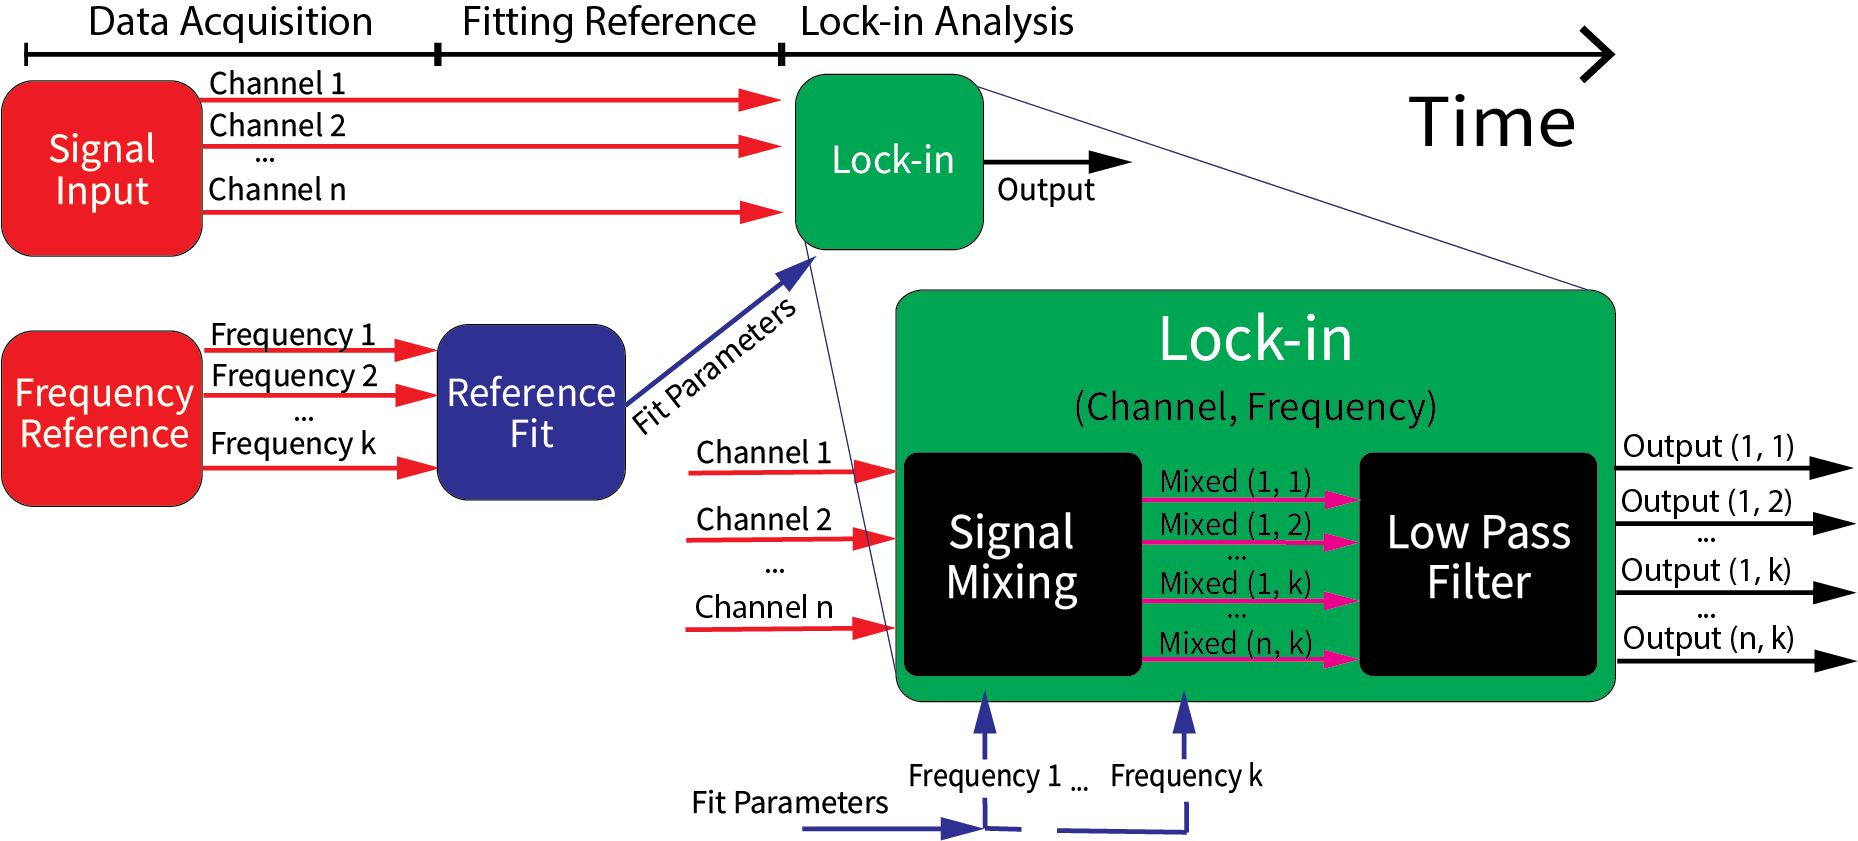 Data Acquisition
Fitting Reference
Lock-in Analysis
Time
Signal
Input
Channel 1
Channel 2
...
Channel n
Lock-in
Output
Frequency
Reference
Frequency 1
Frequency 2
...
Frequency k
Reference
Fit
Fit Parameters
Lock-in
(Channel, Frequency)
Channel 1
Channel 2
...
Channel n
Signal
Mixing
Mixed (1, 1)
Mixed (1, 2)
...
Mixed (1, k)
...
Mixed (n, k)
Low Pass
Filter
Output (1, 1)
Output (1, 2)
...
Output (1, k)
...
Output (n, k)
Frequency 1 ... Frequency k
Fit Parameters